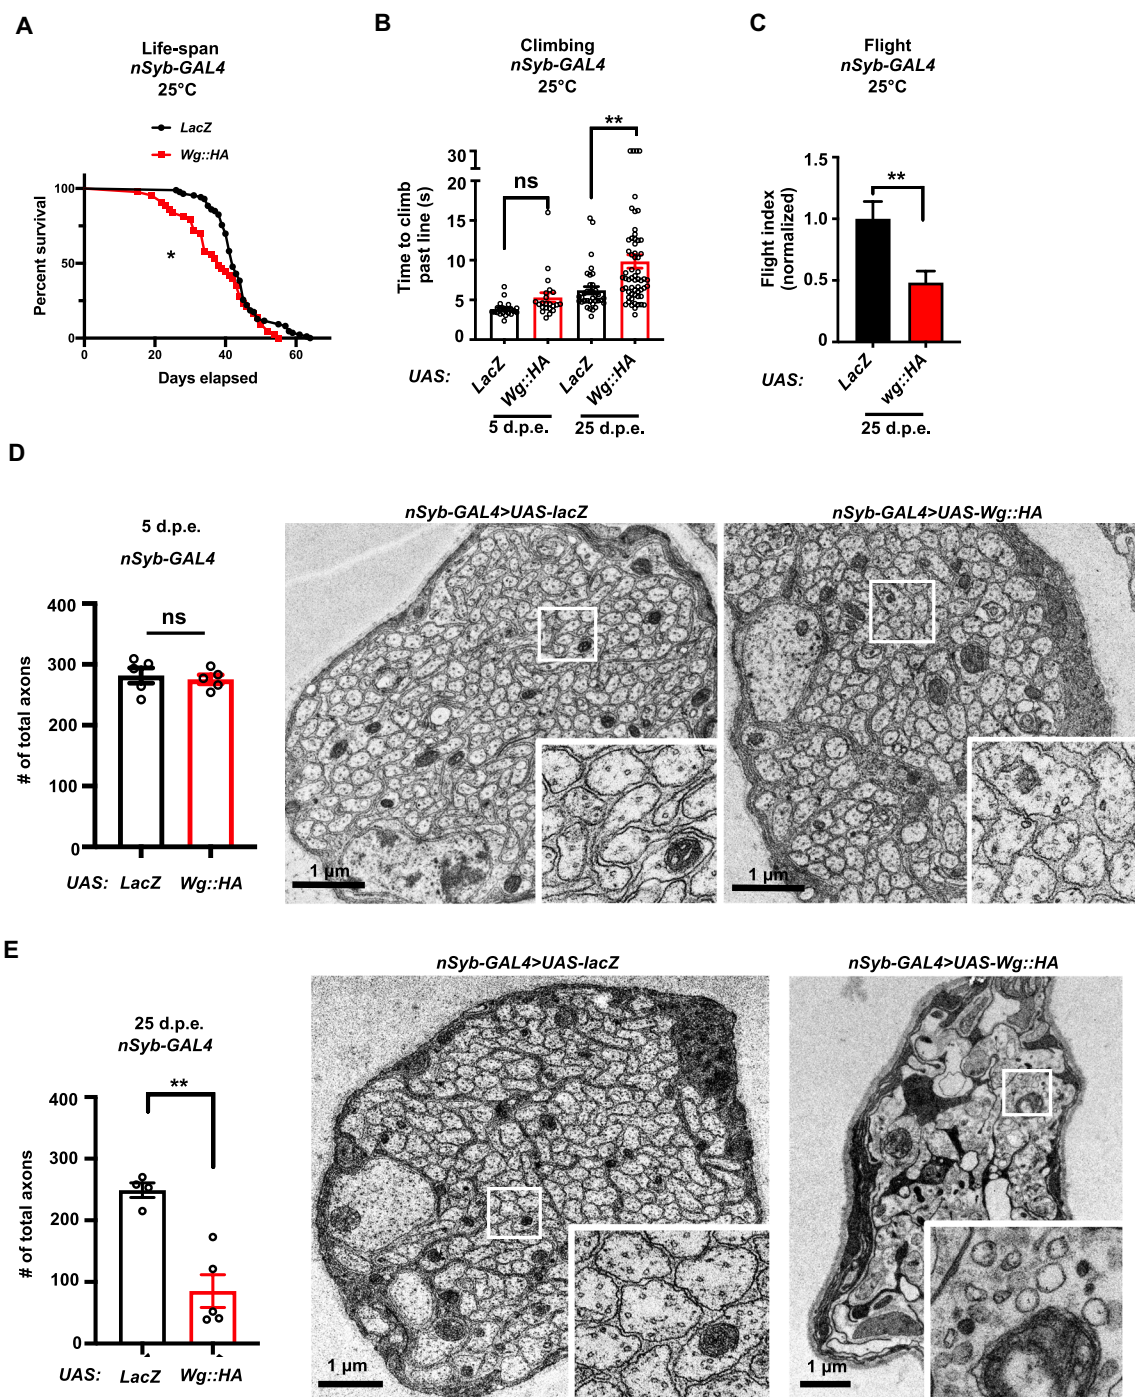 A
Life-span
nSyb-GAL4
25°C
LacZ
Wg::HA
Percent survival
100
50
0
0 20 40 60
Days elapsed
B
Climbing
nSyb-GAL4
25°C
**
ns
Time to climb
past line (s)
30
20
15
10
5
0
UAS:
LacZ
Wg::HA
LacZ
Wg::HA
5 d.p.e.
25 d.p.e.
*
C
Flight
nSyb-GAL4
25°C
**
Flight index
(normalized)
1.5
1.0
0.5
0
UAS:
LacZ
wg::HA
25 d.p.e.
D
5 d.p.e.
nSyb-GAL4
ns
# of total axons
400
300
200
100
0
UAS: LacZ Wg::HA
nSyb-GAL4>UAS-lacZ
1 µm
nSyb-GAL4>UAS-Wg::HA
1 µm
E
25 d.p.e.
nSyb-GAL4
**
# of total axons
400
300
200
100
0
UAS: LacZ Wg::HA
nSyb-GAL4>UAS-lacZ
1 µm
nSyb-GAL4>UAS-Wg::HA
1 µm